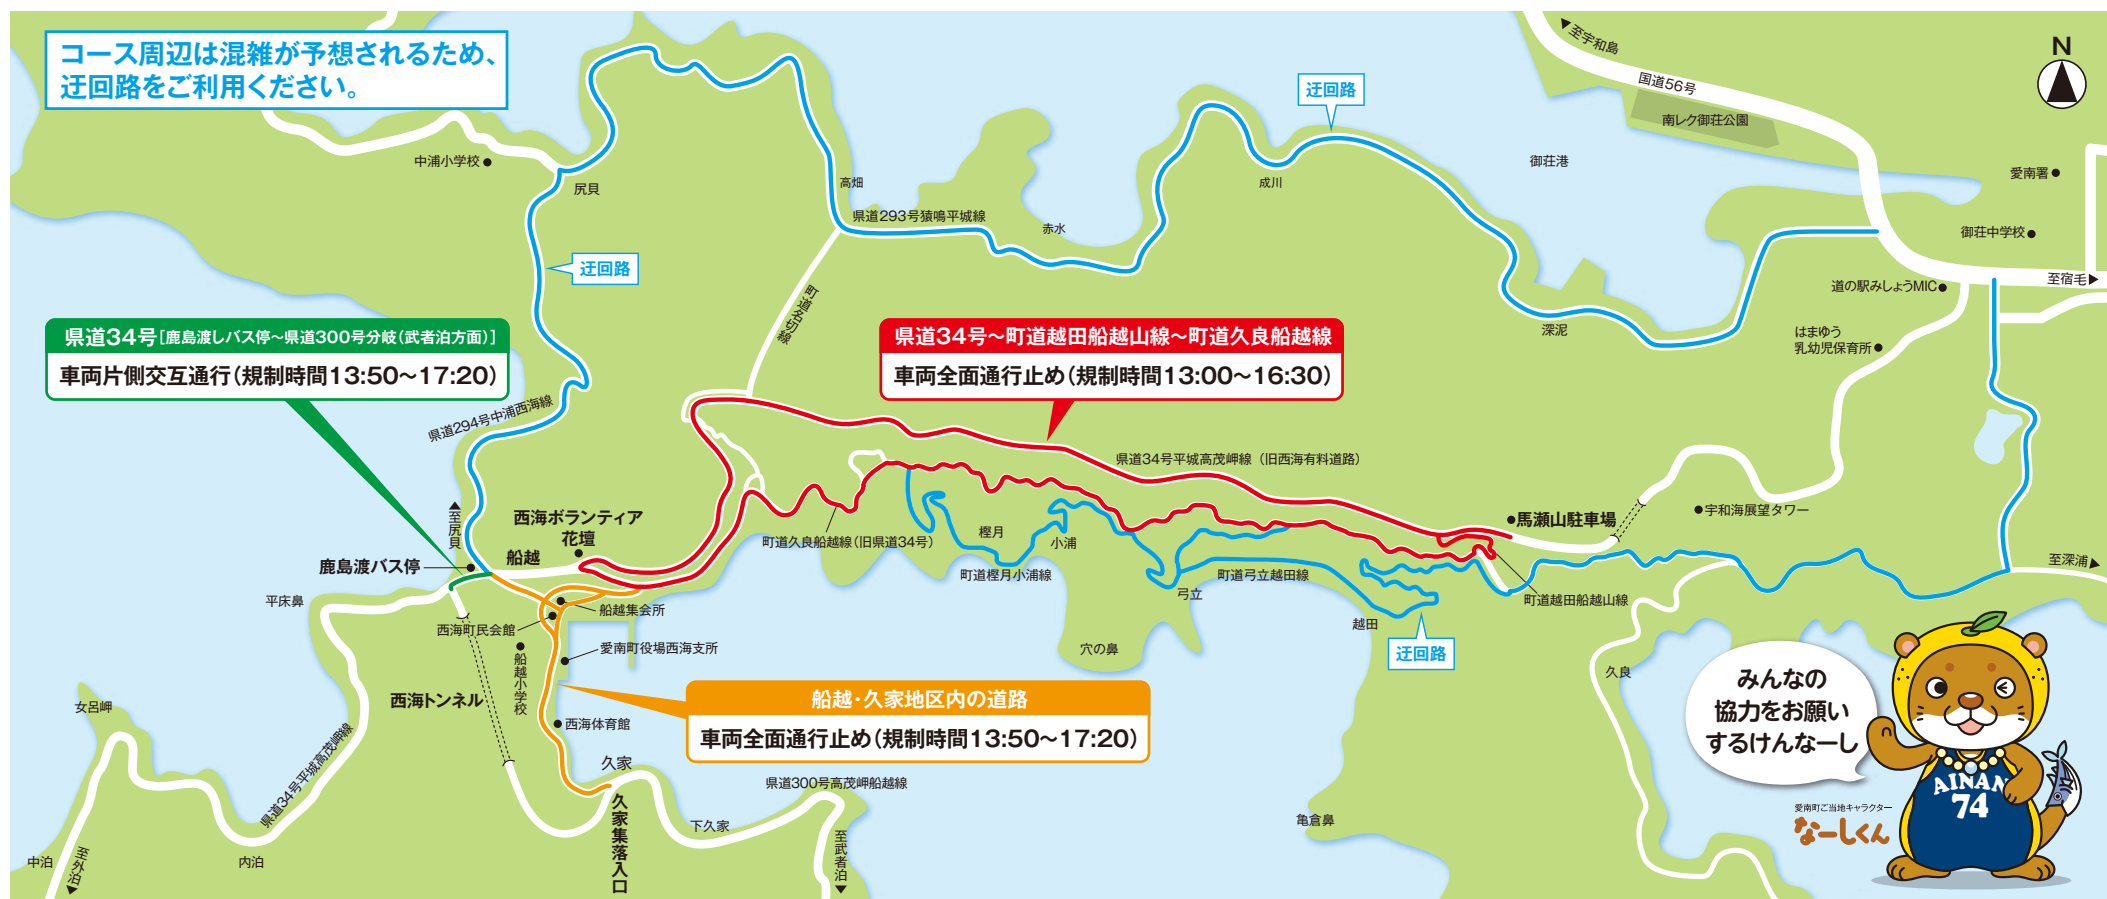 コース周辺は混雑が予想されるため、
迂回路をご利用ください。
迂回路
至宇和島
国道56号
南レク御荘公園
N
中浦小学校
尻貝
高畑
県道293号猿鳴平城線
赤水
成川
御荘港
愛南署
御荘中学校
至宿毛
道の駅みしょうMIC
はまゆう
乳幼児保育所
深泥
迂回路
町道名切線
県道34号[鹿島渡しバス停～県道300号分岐(武者泊方面)]
車両片側交互通行(規制時間13:50～17:20)
県道34号～町道越田船越山線～町道久良船越線
車両全面通行止め(規制時間13:00～16:30)
県道294号中浦西海線
県道34号平城高茂岬線（旧西海有料道路）
至尻貝
西海ボランティア
花壇
船越
鹿島渡バス停
町道久良船越線(旧県道34号)
樫月
小浦
町道樫月小浦線
弓立
町道弓立越田線
馬瀬山駐車場
宇和海展望タワー
至深浦
町道越田船越山線
越田
迂回路
穴の鼻
久良
平床鼻
船越集会所
西海町民会館
愛南町役場西海支所
船越小学校
西海トンネル
西海体育館
船越・久家地区内の道路
車両全面通行止め(規制時間13:50～17:20)
女呂岬
県道34号平城高茂岬線
久家
県道300号高茂岬船越線
下久家
久家集落入口
至武者泊
亀倉鼻
中泊
至外泊
内泊
みんなの
協力をお願い
するけんなーし
AINAN
74
愛南町ご当地キャラクター
なーしくん